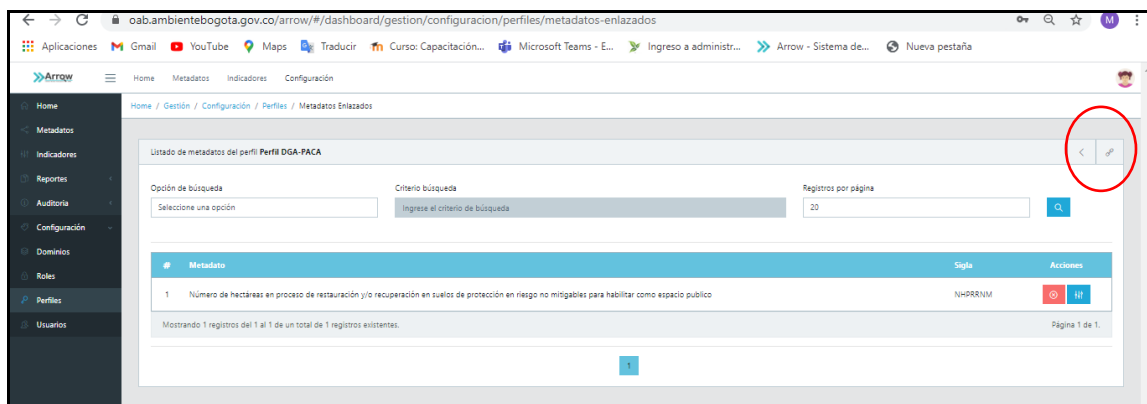 oab.ambientebogota.gov.co/arrow/#/dashboard/gestion/configuracion/perfiles/metadatos-enlazados
M
Aplicaciones Gmail YouTube Maps Traducir Curso: Capacitación... Microsoft Teams - E... Ingreso a administr... Arrow - Sistema de... Nueva pestaña
Arrow Home Metadatos Indicadores Configuración
Home
Metadatos
Indicadores
Reportes
Auditoria
Configuración
Dominios
Roles
Perfiles
Usuarios
Home / Gestión / Configuración / Perfiles / Metadatos Enlazados
Listado de metadatos del perfil Perfil DGA-PACA
Opción de búsqueda Criterio búsqueda Registros por página
Seleccione una opción Ingrese el criterio de búsqueda 20
# Metadato Sigla Acciones
1 Número de hectáreas en proceso de restauración y/o recuperación en suelos de protección en riesgo no mitigables para habilitar como espacio publico NHPRRNM
Mostrando 1 registros del 1 al 1 de un total de 1 registros existentes. Página 1 de 1.
1